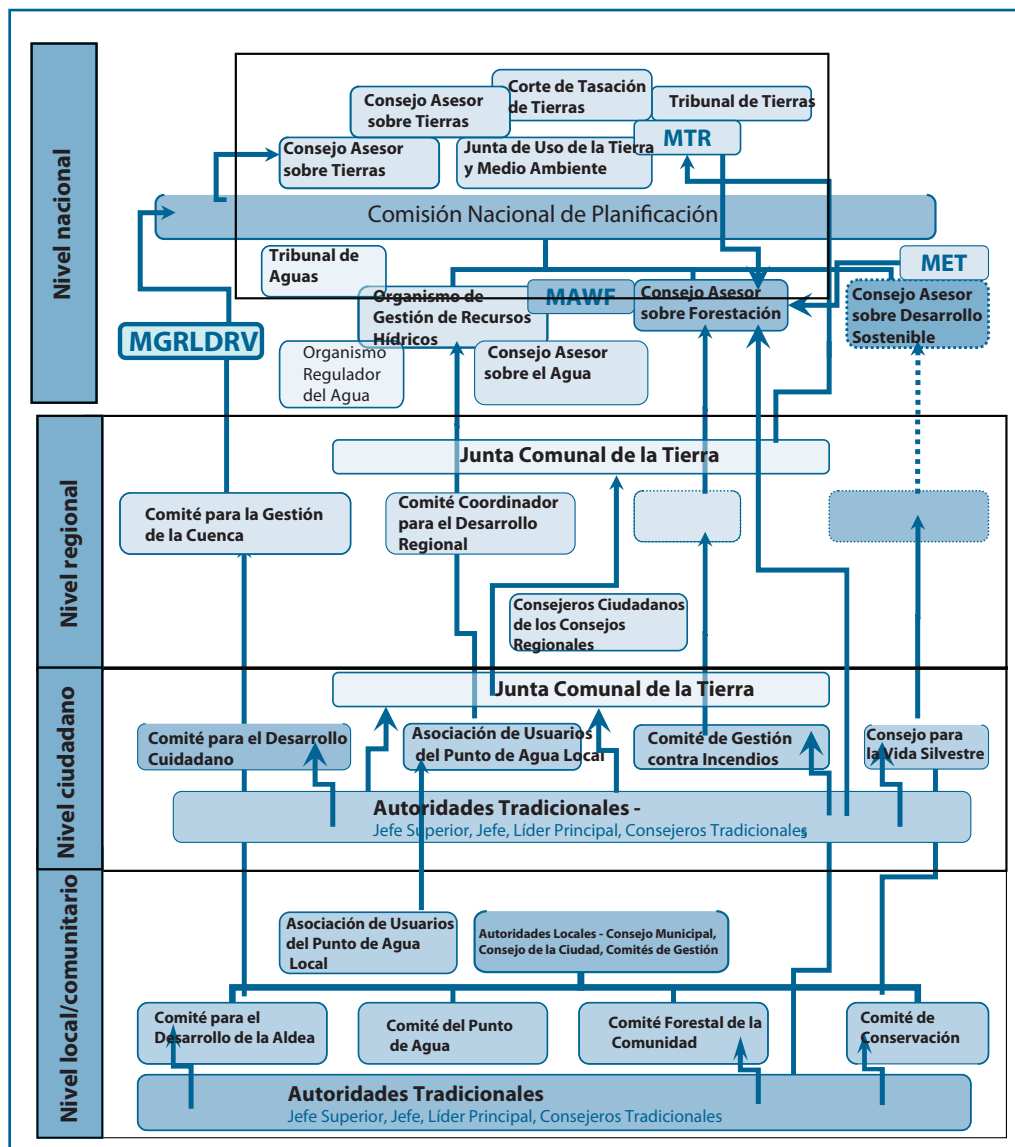 Nivel nacional
Corte de Tasación
de Tierras
Consejo Asesor
sobre Tierras
Tribunal de Tierras
MTR
Consejo Asesor
sobre Tierras
Junta de Uso de la Tierra
y Medio Ambiente
Comisión Nacional de Planificación
Tribunal de
Aguas
MET
Organismo de
Gestión de Recursos
Hídricos
MAWF
Consejo Asesor
sobre Forestación
Consejo Asesor
sobre Desarrollo
Sostenible
MGRLDRV
Organismo
Regulador
del Agua
Consejo Asesor
sobre el Agua
Nivel regional
Junta Comunal de la Tierra
Comité para la Gestión
de la Cuenca
Comité Coordinador
para el Desarrollo
Regional
Consejeros Ciudadanos
de los Consejos
Regionales
Nivel ciudadano
Junta Comunal de la Tierra
Comité para el Desarrollo
Cuidadano
Asociación de Usuarios
del Punto de Agua Local
Comité de Gestión
contra Incendios
Consejo para
la Vida Silvestre
Autoridades Tradicionales -
Jefe Superior, Jefe, Líder Principal, Consejeros Tradicionales
Nivel local/comunitario
Asociación de Usuarios
del Punto de Agua
Local
Autoridades Locales - Consejo Municipal,
Consejo de la Ciudad, Comités de Gestión
Comité para el
Desarrollo de la Aldea
Comité del Punto
de Agua
Comité Forestal de la
Comunidad
Comité de
Conservación
Autoridades Tradicionales
Jefe Superior, Jefe, Líder Principal, Consejeros Tradicionales